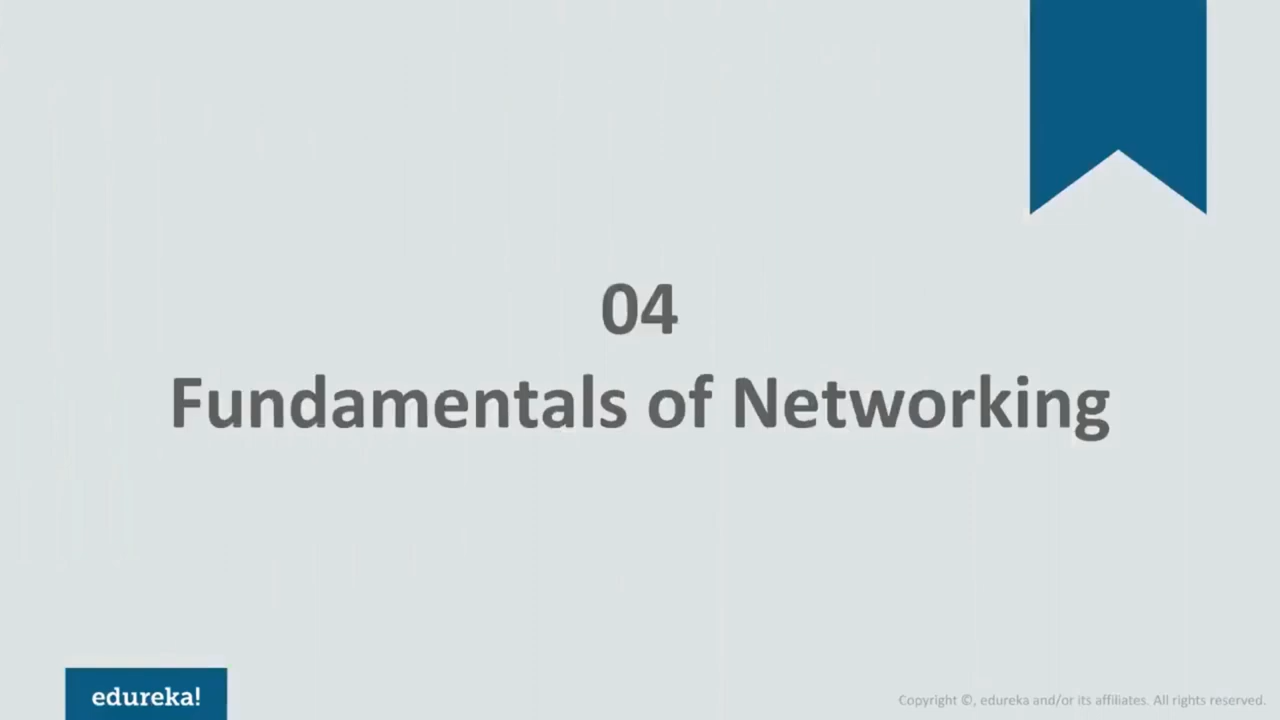 04
Fundamentals of Networking
edureka!
Copyright ©, edureka and/or its affiliates. All rights reserved.